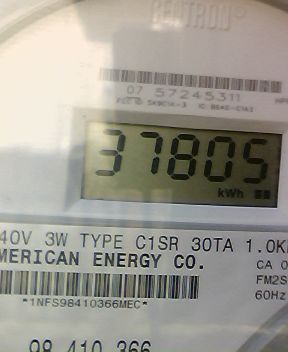 CENTRON®
07 57245311
37805
kWh
40V 3W TYPE C1SR 30TA 1.0K
MERICAN ENERGY CO.
CA 0
FM2S
60Hz
*1NFS98410366MEC*
98 410 366